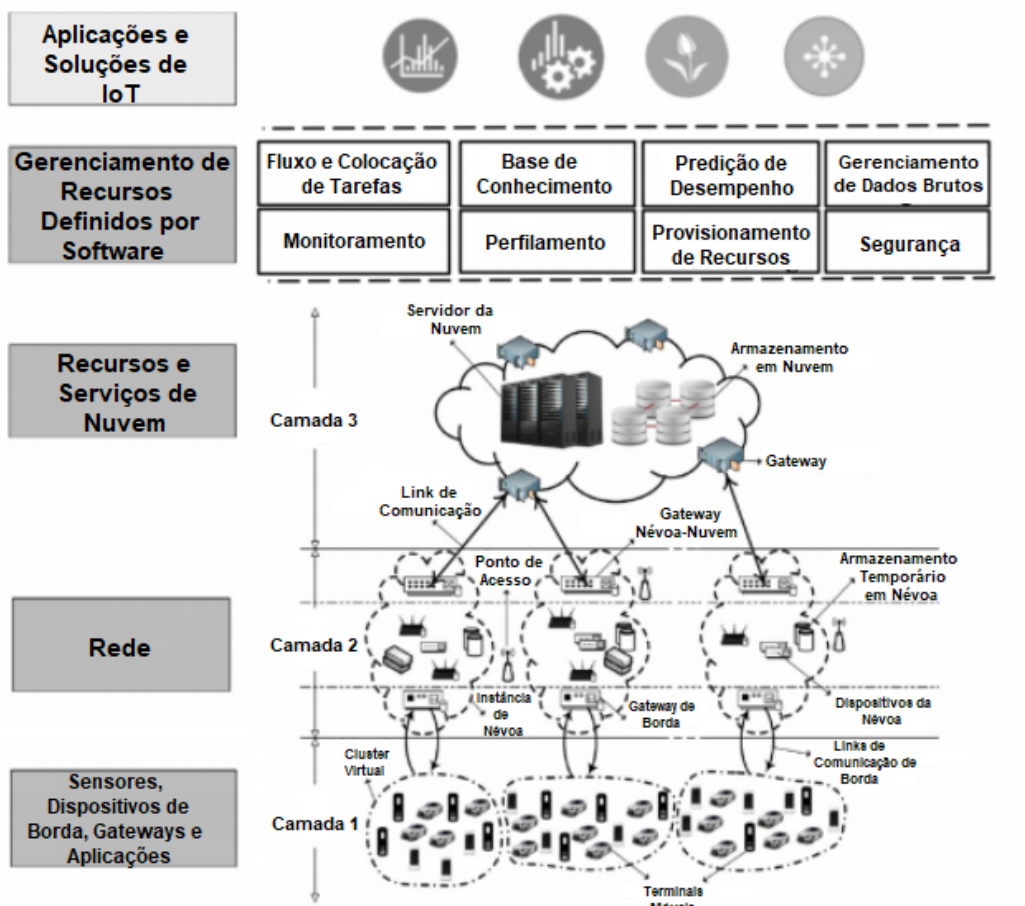 Aplicações e
Soluções de
IoT
Gerenciamento de
Recursos
Definidos por
Software
Fluxo e Colocação
de Tarefas
Base de
Conhecimento
Predição de
Desempenho
Gerenciamento
de Dados Brutos
Monitoramento
Perfilamento
Provisionamento
de Recursos
Segurança
Recursos e
Serviços de
Nuvem
Camada 3
Servidor da
Nuvem
Armazenamento
em Nuvem
Gateway
Link de
Comunicação
Gateway
Névoa-Nuvem
Ponto de
Acesso
Armazenamento
Temporário
em Névoa
Rede
Camada 2
Instância
de
Névoa
Gateway de
Borda
Dispositivos da
Névoa
Links de
Comunicação de
Borda
Cluster
Virtual
Sensores,
Dispositivos de
Borda, Gateways e
Aplicações
Camada 1
Terminais